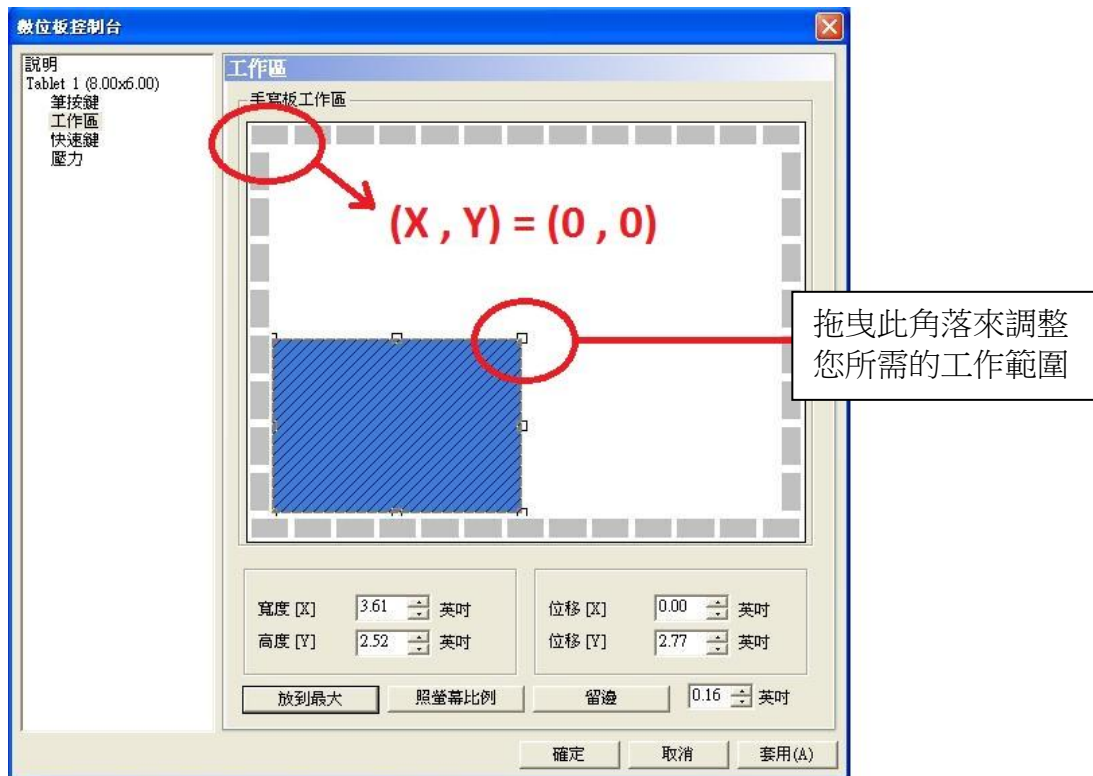 數位板控制台
說明
Tablet 1 (8.00x6.00)
筆按鍵
工作區
快速鍵
壓力
工作區
手寫板工作區
(X , Y) = (0 , 0)
拖曳此角落來調整
您所需的工作範圍
寬度 [X] 3.61 英吋
高度 [Y] 2.52 英吋
位移 [X] 0.00 英吋
位移 [Y] 2.77 英吋
放到最大 照螢幕比例 留邊 0.16 英吋
確定 取消 套用(A)